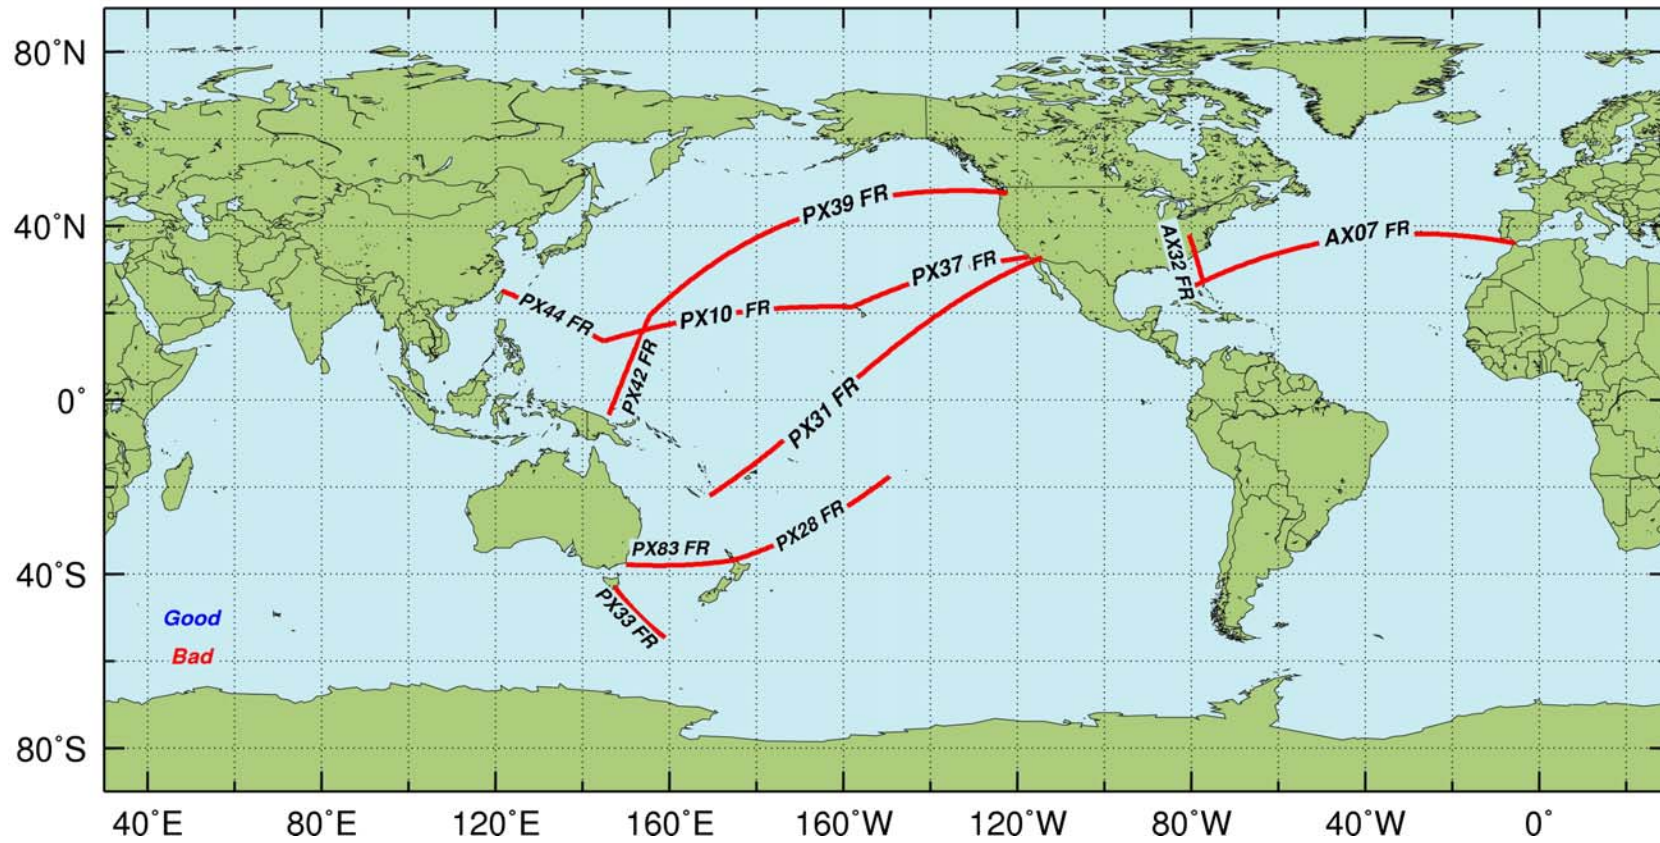 80°N
40°N
0°
40°S
80°S
PX39 FR
AX07 FR
AX32 FR
PX37 FR
PX44 FR
PX10 FR
PX42 FR
PX31 FR
PX28 FR
PX83 FR
PX33 FR
Good
Bad
40°E 80°E 120°E 160°E 160°W 120°W 80°W 40°W 0°